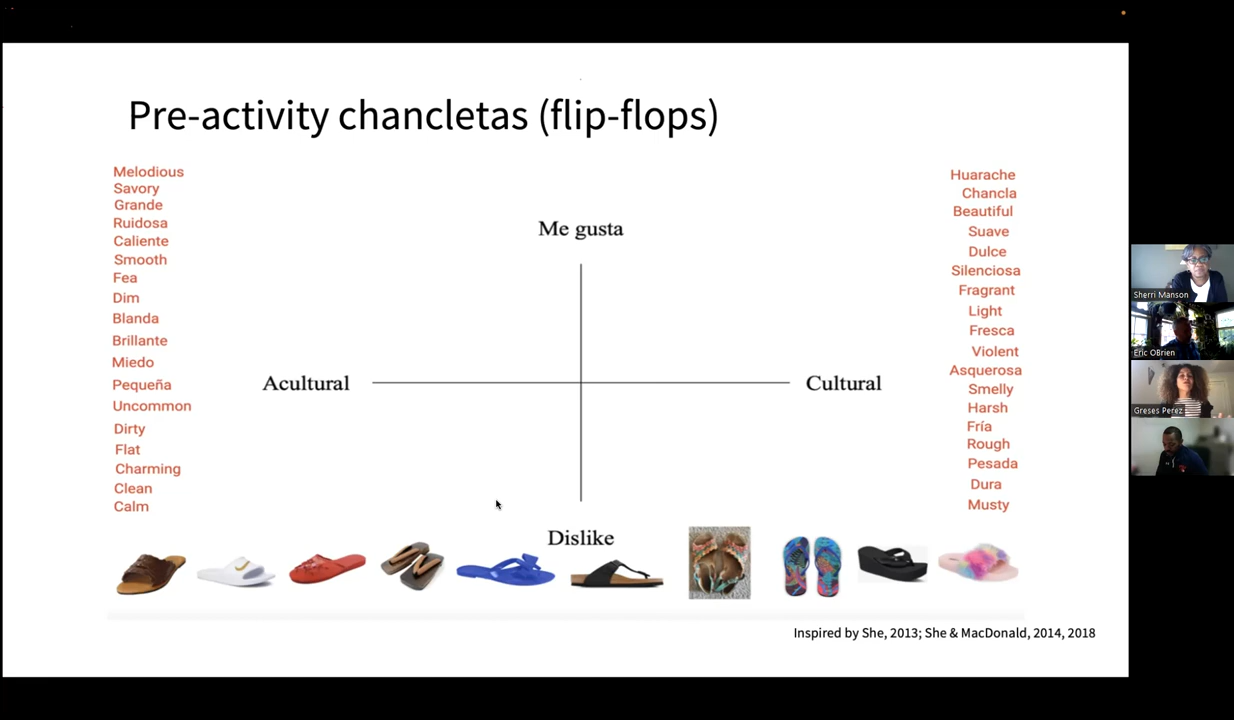 Pre-activity chancletas (flip-flops)
Melodious
Savory
Grande
Ruidosa
Caliente
Smooth
Fea
Dim
Blanda
Brillante
Miedo
Pequeña
Uncommon
Dirty
Flat
Charming
Clean
Calm
Me gusta
Acultural
Cultural
Dislike
Huarache
Chancla
Beautiful
Suave
Dulce
Silenciosa
Fragrant
Light
Fresca
Violent
Asquerosa
Smelly
Harsh
Fría
Rough
Pesada
Dura
Musty
Inspired by She, 2013; She & MacDonald, 2014, 2018
Sherri Manson
Eric OBrien
Greses Perez